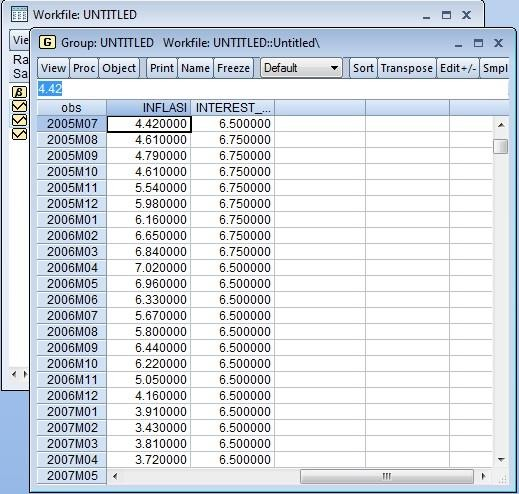 Workfile: UNTITLED
Vie
Ra
Sa
G Group: UNTITLED Workfile: UNTITLED::Untitled\
View Proc Object Print Name Freeze Default Sort Transpose Edit+/- Smpl
4.42
obs INFLASI INTEREST_...
2005M07 4.420000 6.500000
2005M08 4.610000 6.750000
2005M09 4.790000 6.750000
2005M10 4.610000 6.750000
2005M11 5.540000 6.750000
2005M12 5.980000 6.750000
2006M01 6.160000 6.750000
2006M02 6.650000 6.750000
2006M03 6.840000 6.750000
2006M04 7.020000 6.500000
2006M05 6.960000 6.500000
2006M06 6.330000 6.500000
2006M07 5.670000 6.500000
2006M08 5.800000 6.500000
2006M09 6.440000 6.500000
2006M10 6.220000 6.500000
2006M11 5.050000 6.500000
2006M12 4.160000 6.500000
2007M01 3.910000 6.500000
2007M02 3.430000 6.500000
2007M03 3.810000 6.500000
2007M04 3.720000 6.500000
2007M05